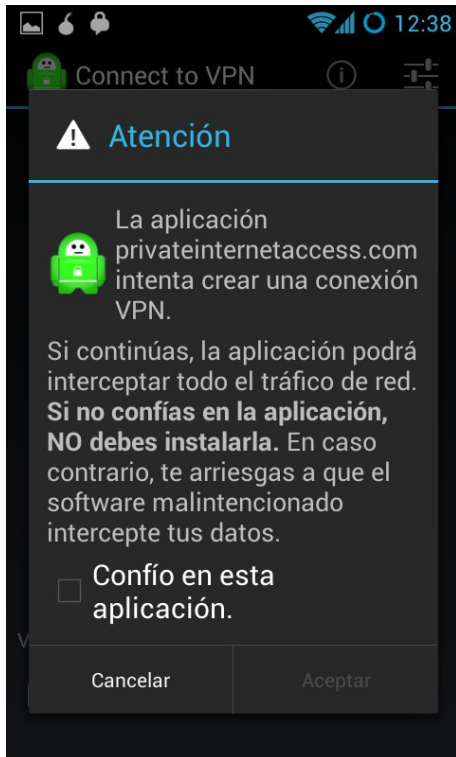 12:38
Connect to VPN
Atención
La aplicación
privateinternetaccess.com
intenta crear una conexión
VPN.
Si continúas, la aplicación podrá
interceptar todo el tráfico de red.
Si no confías en la aplicación,
NO debes instalarla. En caso
contrario, te arriesgas a que el
software malintencionado
intercepte tus datos.
Confío en esta
aplicación.
Cancelar
Aceptar